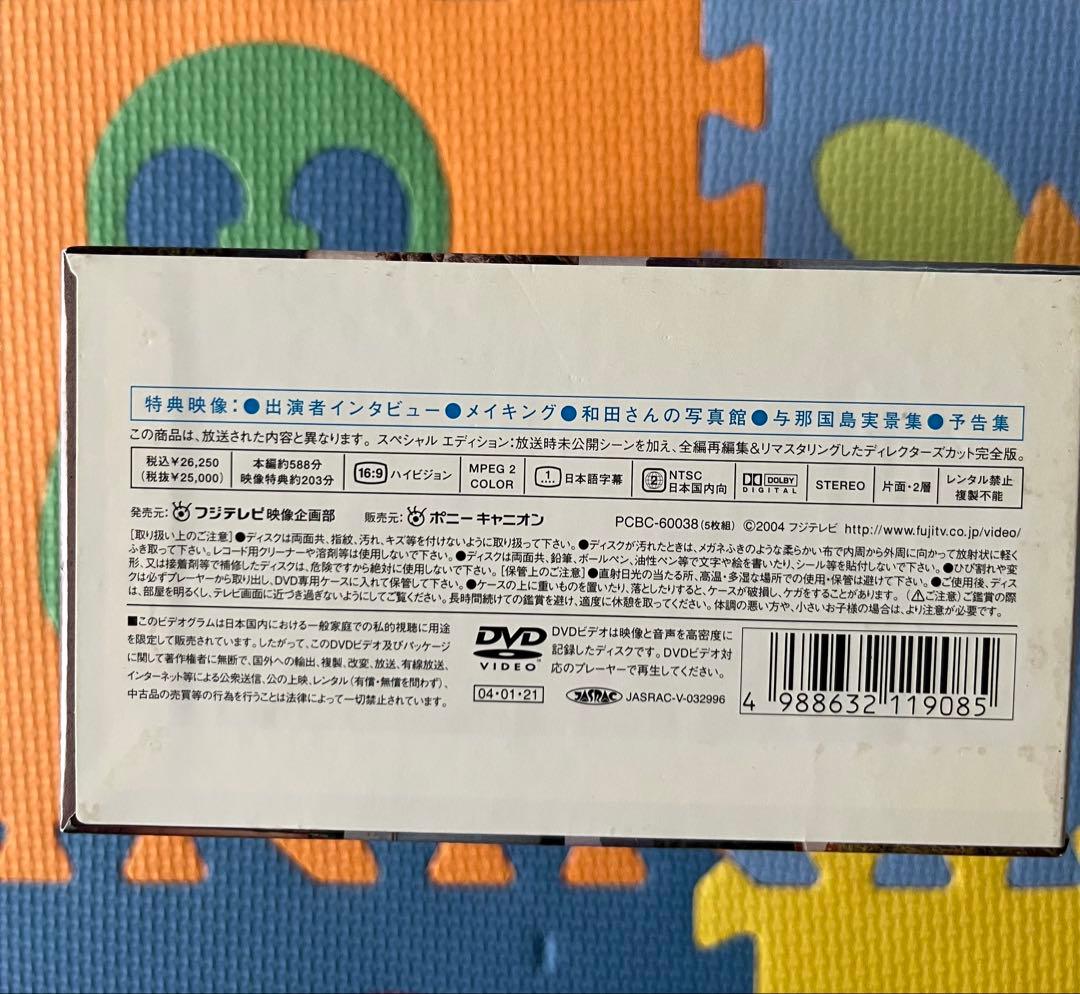 特典映像：●出演者インタビュー●メイキング●和田さんの写真館●与那国島実景集●予告集
この商品は、放送された内容と異なります。スペシャル エディション：放送時未公開シーンを加え、全編再編集&リマスタリングしたディレクターズカット完全版。
税込¥26,250
(税抜¥25,000)
本編約588分
映像特典約203分
16:9 ハイビジョン
MPEG 2
COLOR
1 日本語字幕
2 NTSC
日本国内向
DOLBY
DIGITAL
STEREO
片面・2層
レンタル禁止
複製不能
発売元： フジテレビ映像企画部 販売元： ポニーキャニオン PCBC-60038(5枚組) ©2004 フジテレビ http://www.fujitv.co.jp/video/
[取り扱い上のご注意]●ディスクは両面共、指紋、汚れ、キズ等を付けないように取り扱って下さい。●ディスクが汚れたときは、メガネふきのような柔らかい布で内周から外周に向かって放射状に軽く
ふき取って下さい。レコード用クリーナーや溶剤等は使用しないで下さい。●ディスクは両面共、鉛筆、ボールペン、油性ペン等で文字や絵を書いたり、シール等を貼付しないで下さい。●ひび割れや変
形、又は接着剤等で補修したディスクは、危険ですから絶対に使用しないで下さい。[保管上のご注意]●直射日光の当たる所、高温・多湿な場所での使用・保管は避けて下さい。●ご使用後、ディス
クは必ずプレーヤーから取り出し、DVD専用ケースに入れて保管して下さい。●ケースの上に重いものを置いたり、落としたりすると、ケースが破損し、ケガをすることがあります。(⚠ご注意)ご鑑賞の際
は、部屋を明るくし、テレビ画面に近づき過ぎないようにしてご覧ください。長時間続けての鑑賞を避け、適度に休憩を取ってください。体調の悪い方や、小さいお子様の場合は、より注意が必要です。
■このビデオグラムは日本国内における一般家庭での私的視聴に用途
を限定して販売されています。したがって、このDVDビデオ及びパッケージ
に関して著作権者に無断で、国外への輸出、複製、改変、放送、有線放送、
インターネット等による公衆送信、公の上映、レンタル(有償・無償を問わず)、
中古品の売買等の行為を行うことは法律によって一切禁止されています。
DVD
VIDEO
DVDビデオは映像と音声を高密度に
記録したディスクです。DVDビデオ対
応のプレーヤーで再生してください。
04・01・21
JASRAC JASRAC-V-032996
4 988632 119085